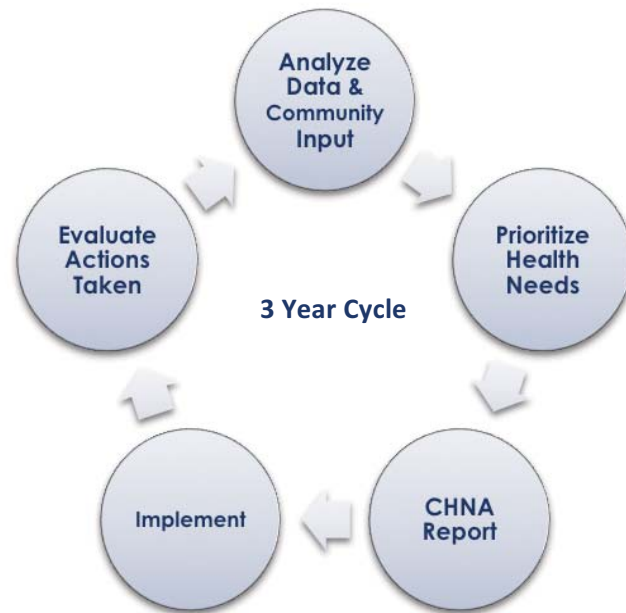 Analyze
Data &
Community
Input
Prioritize
Health
Needs
CHNA
Report
Implement
Evaluate
Actions
Taken
3 Year Cycle